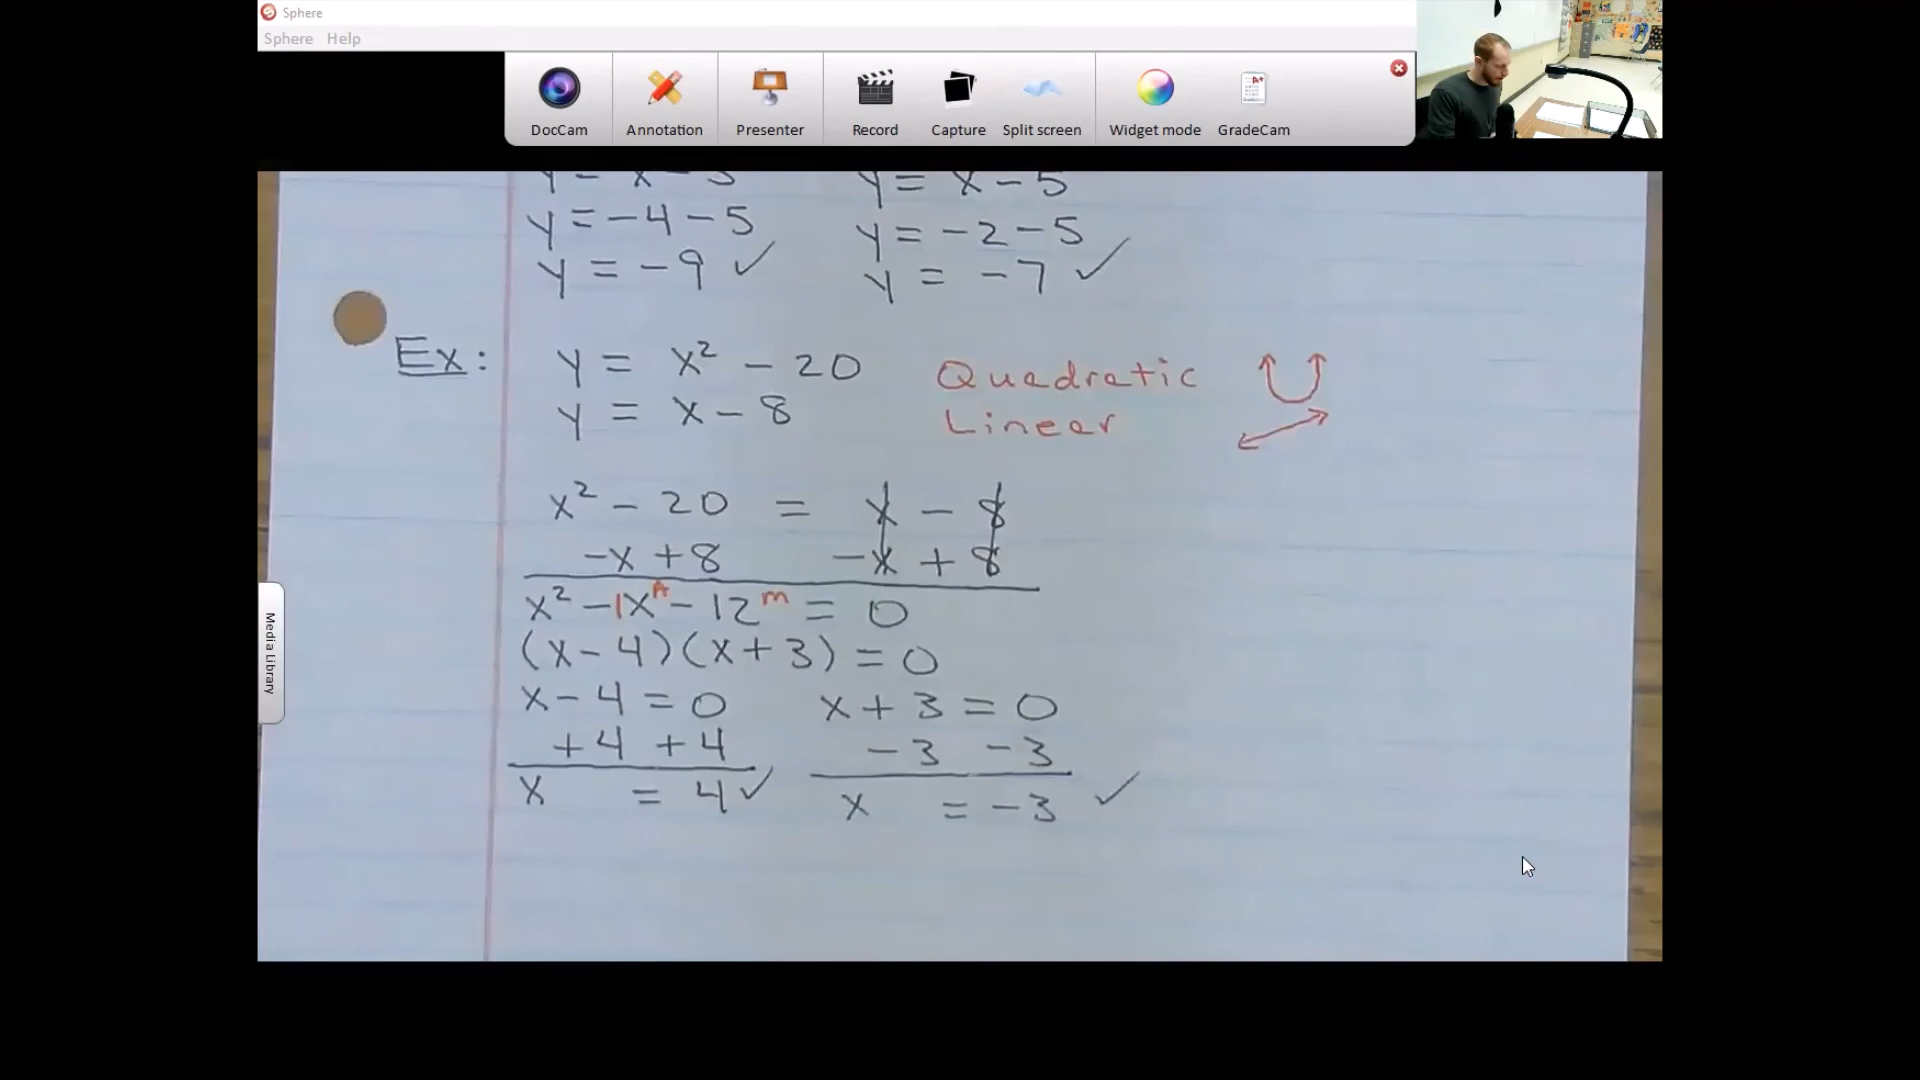 Sphere
Sphere Help
DocCam Annotation Presenter Record Capture Split screen Widget mode GradeCam
A+
Media Library
y = x - 5 y = x - 5
y = -4 - 5 y = -2 - 5
y = -9 ✓ y = -7 ✓
Ex: y = x² - 20 Quadratic
y = x - 8 Linear
x² - 20 = x - 8
-x + 8 -x + 8
x² - 1x A - 12 m = 0
(x - 4)(x + 3) = 0
x - 4 = 0 x + 3 = 0
+4 +4 -3 -3
x = 4 ✓ x = -3 ✓